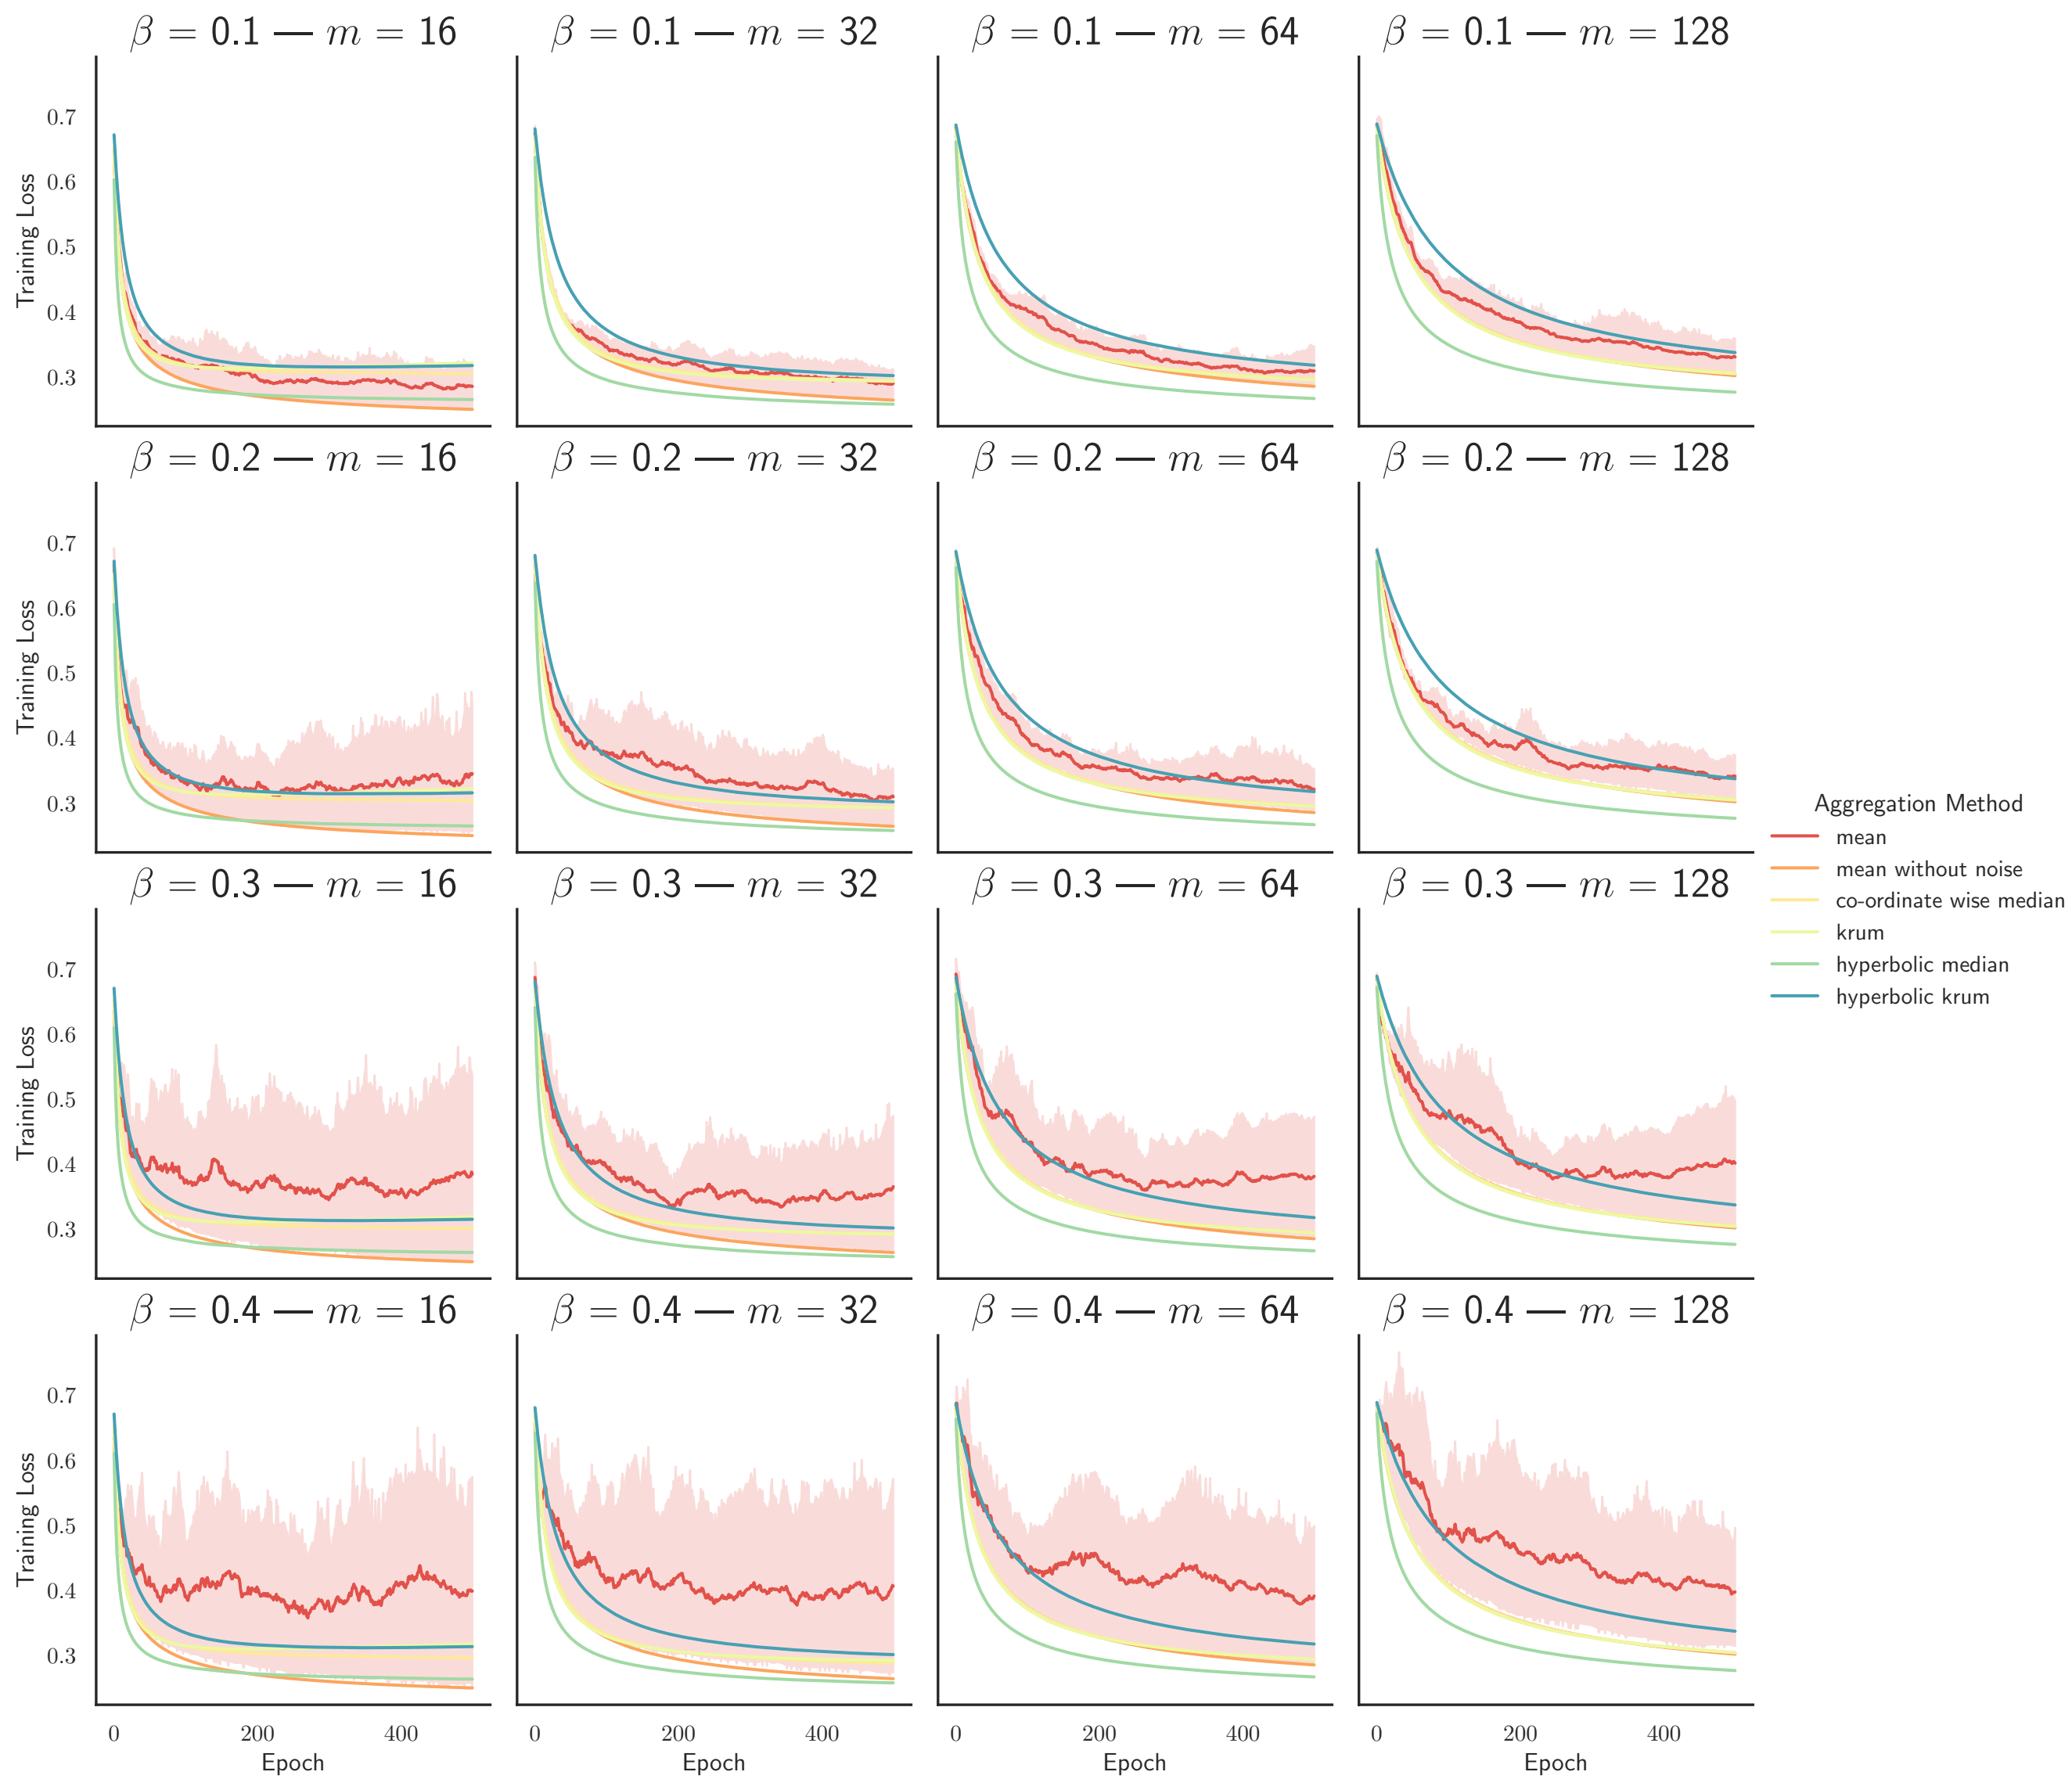 β = 0.1 — m = 16
β = 0.1 — m = 32
β = 0.1 — m = 64
β = 0.1 — m = 128
Training Loss
0.7
0.6
0.5
0.4
0.3
β = 0.2 — m = 16
β = 0.2 — m = 32
β = 0.2 — m = 64
β = 0.2 — m = 128
Training Loss
0.7
0.6
0.5
0.4
0.3
β = 0.3 — m = 16
β = 0.3 — m = 32
β = 0.3 — m = 64
β = 0.3 — m = 128
Training Loss
0.7
0.6
0.5
0.4
0.3
β = 0.4 — m = 16
β = 0.4 — m = 32
β = 0.4 — m = 64
β = 0.4 — m = 128
Training Loss
0.7
0.6
0.5
0.4
0.3
0 200 400
Epoch
0 200 400
Epoch
0 200 400
Epoch
0 200 400
Epoch
Aggregation Method
mean
mean without noise
co-ordinate wise median
krum
hyperbolic median
hyperbolic krum